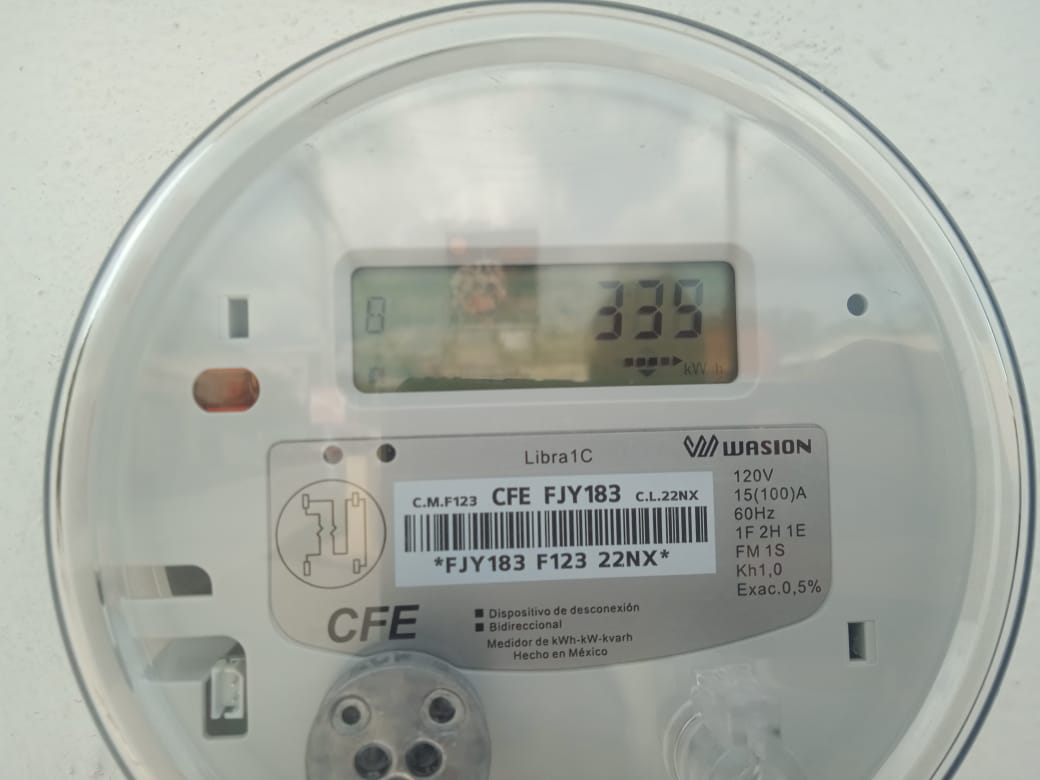 339
kWh
WASION
Libra1C
C.M.F123 CFE FJY183 C.L.22NX
*FJY183 F123 22NX*
120V
15(100)A
60Hz
1F 2H 1E
FM 1S
Kh1,0
Exac.0,5%
CFE
Dispositivo de desconexión
Bidireccional
Medidor de kWh-kW-kvarh
Hecho en México